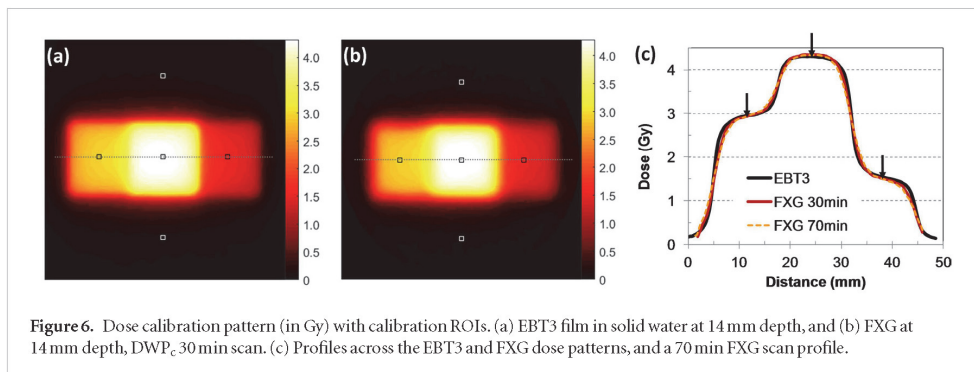 (a)
4.0
3.5
3.0
2.5
2.0
1.5
1.0
0.5
0
(b)
4.0
3.5
3.0
2.5
2.0
1.5
1.0
0.5
0
(c)
Dose (Gy)
4
3
2
1
0
EBT3
FXG 30min
FXG 70min
0 10 20 30 40 50
Distance (mm)
Figure 6. Dose calibration pattern (in Gy) with calibration ROIs. (a) EBT3 film in solid water at 14 mm depth, and (b) FXG at
14 mm depth, DWPc 30 min scan. (c) Profiles across the EBT3 and FXG dose patterns, and a 70 min FXG scan profile.